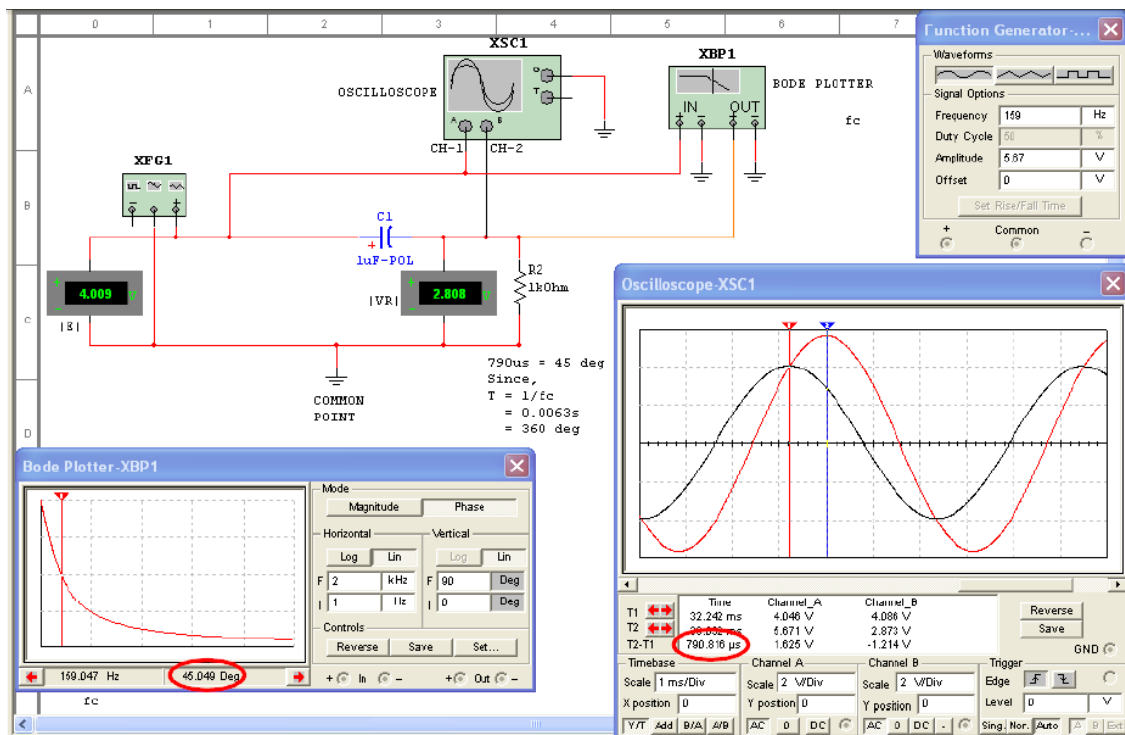 0 1 2 3 4 5 6 7
A
B
C
D
XSC1
OSCILLOSCOPE
G
T
A B
CH-1 CH-2
XBP1
IN OUT
BODE PLOTTER
fc
XFG1
C1
1uF-POL
4.009 V
|E|
|VR|
2.808 V
R2
1kOhm
COMMON
POINT
790us = 45 deg
Since,
T = 1/fc
= 0.0063s
= 360 deg
Function Generator-...
Waveforms
Signal Options
Frequency 159 Hz
Duty Cycle 50 %
Amplitude 5.67 V
Offset 0 V
Set Rise/Fall Time
+ Common -
Bode Plotter-XBP1
Mode
Magnitude Phase
Horizontal Vertical
Log Lin Log Lin
F 2 kHz F 90 Deg
I 1 Hz I 0 Deg
Controls
Reverse Save Set...
159.047 Hz 45.049 Deg
+ In - + Out -
fc
Oscilloscope-XSC1
1 2
Time Channel_A Channel_B
T1 32.242 ms 4.046 V 4.086 V
T2 5.671 V 2.873 V
T2-T1 790.816 µs 1.625 V -1.214 V
Reverse
Save
GND
Timebase Channel A Channel B Trigger
Scale 1 ms/Div Scale 2 V/Div Scale 2 V/Div Edge
X position 0 Y position 0 Y position 0 Level 0 V
Y/T Add B/A A/B AC 0 DC AC 0 DC - Sing. Nor. Auto A B Ext